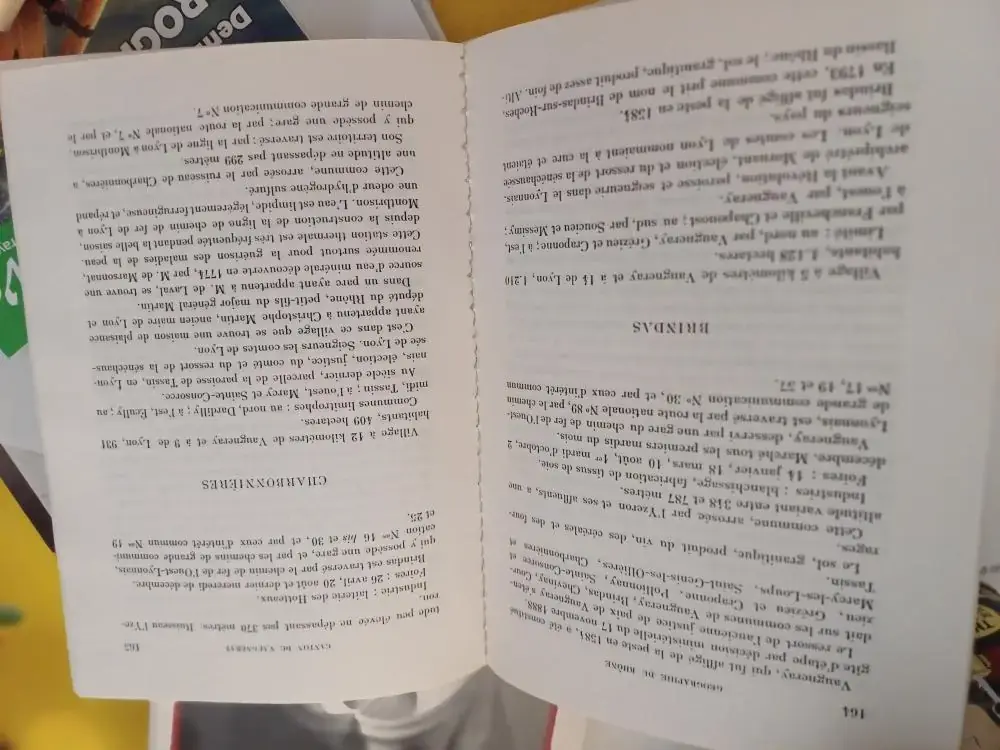 164
GÉOGRAPHIE DU RHÔNE
Vaugneray, qui fut affligé de la peste en 1581, a été constitué
gîte d'étape par décision ministérielle du 17 novembre 1888.
Le ressort de l'ancienne justice de paix de Vaugneray s'éten-
dait sur les communes de Vaugneray, Brindas, Chevinay, Cour-
zieu, Grézieu et Craponne, Pollionnay, Sainte-Consorce et
Marcy-les-Loups, Saint-Genis-les-Ollières, Charbonnières et
Tassin.
Le sol, granitique, produit du vin, des céréales et des four-
rages.
Cette commune, arrosée par l'Yzeron et ses affluents, a une
altitude variant entre 348 et 787 mètres.
Industries : blanchissage, fabrication de tissus de soie.
Foires : 14 janvier, 18 mars, 10 août, 1er mardi d'octobre, 2
décembre. Marché tous les premiers mardis du mois.
Vaugneray, desservi par une gare du chemin de fer de l'Ouest-
Lyonnais, est traversé par la route nationale No 89, par le chemin
de grande communication No 30, et par ceux d'intérêt commun
Nos 17, 49 et 57.
BRINDAS
Village à 5 kilomètres de Vaugneray et à 14 de Lyon, 1.210
habitants, 1.128 hectares.
Limité : au nord, par Vaugneray, Grézieu et Craponne; à l'est,
par Francheville et Chaponost; au sud, par Soucieu et Messimy;
à l'ouest, par Vaugneray.
Avant la Révolution, paroisse et seigneurie dans le Lyonnais,
archiprêtré de Mornant, élection et du ressort de la sénéchaussée
de Lyon. Les comtes de Lyon nommaient à la cure et étaient
seigneurs du pays.
Brindas fut affligé de la peste en 1581.
En 1793, cette commune prit le nom de Brindas-sur-Roches.
Bassin du Rhône; le sol, granitique, produit assez de foin. Alti-
CANTON DE VAUGNERAY
165
tude peu élevée ne dépassant pas 370 mètres. Ruisseau l'Yze-
ron.
Industrie : laiterie des Hotteaux.
Foires : 26 avril, 20 août et dernier mercredi de décembre.
Brindas est traversé par le chemin de fer de l'Ouest-Lyonnais,
qui y possède une gare, et par les chemins de grande communi-
cation Nos 16 bis et 30, et par ceux d'intérêt commun Nos 19
et 25.
CHARBONNIÈRES
Village à 12 kilomètres de Vaugneray et à 9 de Lyon, 931
habitants, 409 hectares.
Communes limitrophes : au nord, Dardilly; à l'est, Écully; au
midi, Tassin; à l'ouest, Marcy et Sainte-Consorce.
Au siècle dernier, parcelle de la paroisse de Tassin, en Lyon-
nais, élection, justice, du comté et du ressort de la sénéchaus-
sée de Lyon. Seigneurs les comtes de Lyon.
C'est dans ce village que se trouve une maison de plaisance
ayant appartenu à Christophe Martin, ancien maire de Lyon et
député du Rhône, petit-fils du major général Martin.
Dans un parc ayant appartenu à M. de Laval, se trouve une
source d'eau minérale découverte en 1774, par M. de Marsonnat,
renommée surtout pour la guérison des maladies de la peau.
Cette station thermale est très fréquentée pendant la belle saison,
depuis la construction de la ligne de chemin de fer de Lyon à
Montbrison. L'eau est limpide, légèrement ferrugineuse, et répand
une odeur d'hydrogène sulfuré.
Cette commune, arrosée par le ruisseau de Charbonnières, a
une altitude ne dépassant pas 299 mètres.
Son territoire est traversé : par la ligne de Lyon à Montbrison,
qui y possède une gare; par la route nationale No 7, et par le
chemin de grande communication No 7.